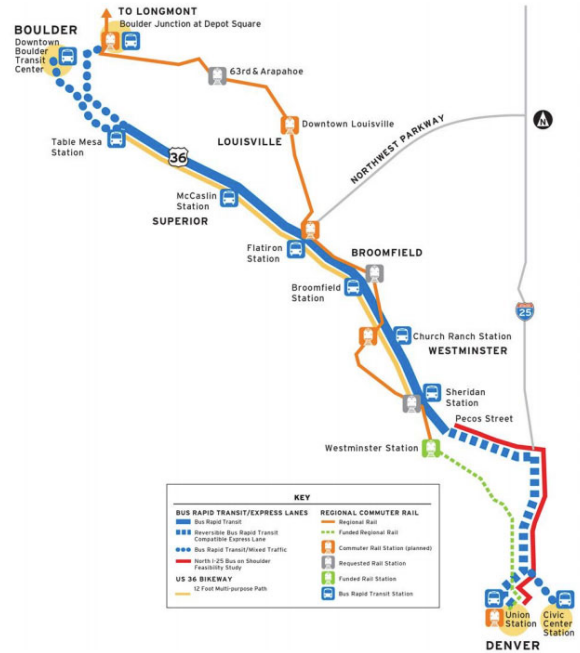 TO LONGMONT
Boulder Junction at Depot Square
BOULDER
Downtown
Boulder
Transit
Center
63rd & Arapahoe
Downtown Louisville
LOUISVILLE
NORTHWEST PARKWAY
N
Table Mesa
Station
36
McCaslin
Station
SUPERIOR
Flatiron
Station
BROOMFIELD
Broomfield
Station
25
Church Ranch Station
WESTMINSTER
Sheridan
Station
Pecos Street
Westminster Station
KEY
BUS RAPID TRANSIT/EXPRESS LANES
Bus Rapid Transit
Reversible Bus Rapid Transit
Compatible Express Lane
Bus Rapid Transit/Mixed Traffic
North I-25 Bus on Shoulder
Feasibility Study
US 36 BIKEWAY
12 Foot Multi-purpose Path
REGIONAL COMMUTER RAIL
Regional Rail
Funded Regional Rail
Commuter Rail Station (planned)
Requested Rail Station
Funded Rail Station
Bus Rapid Transit Station
Union
Station
Civic
Center
Station
DENVER